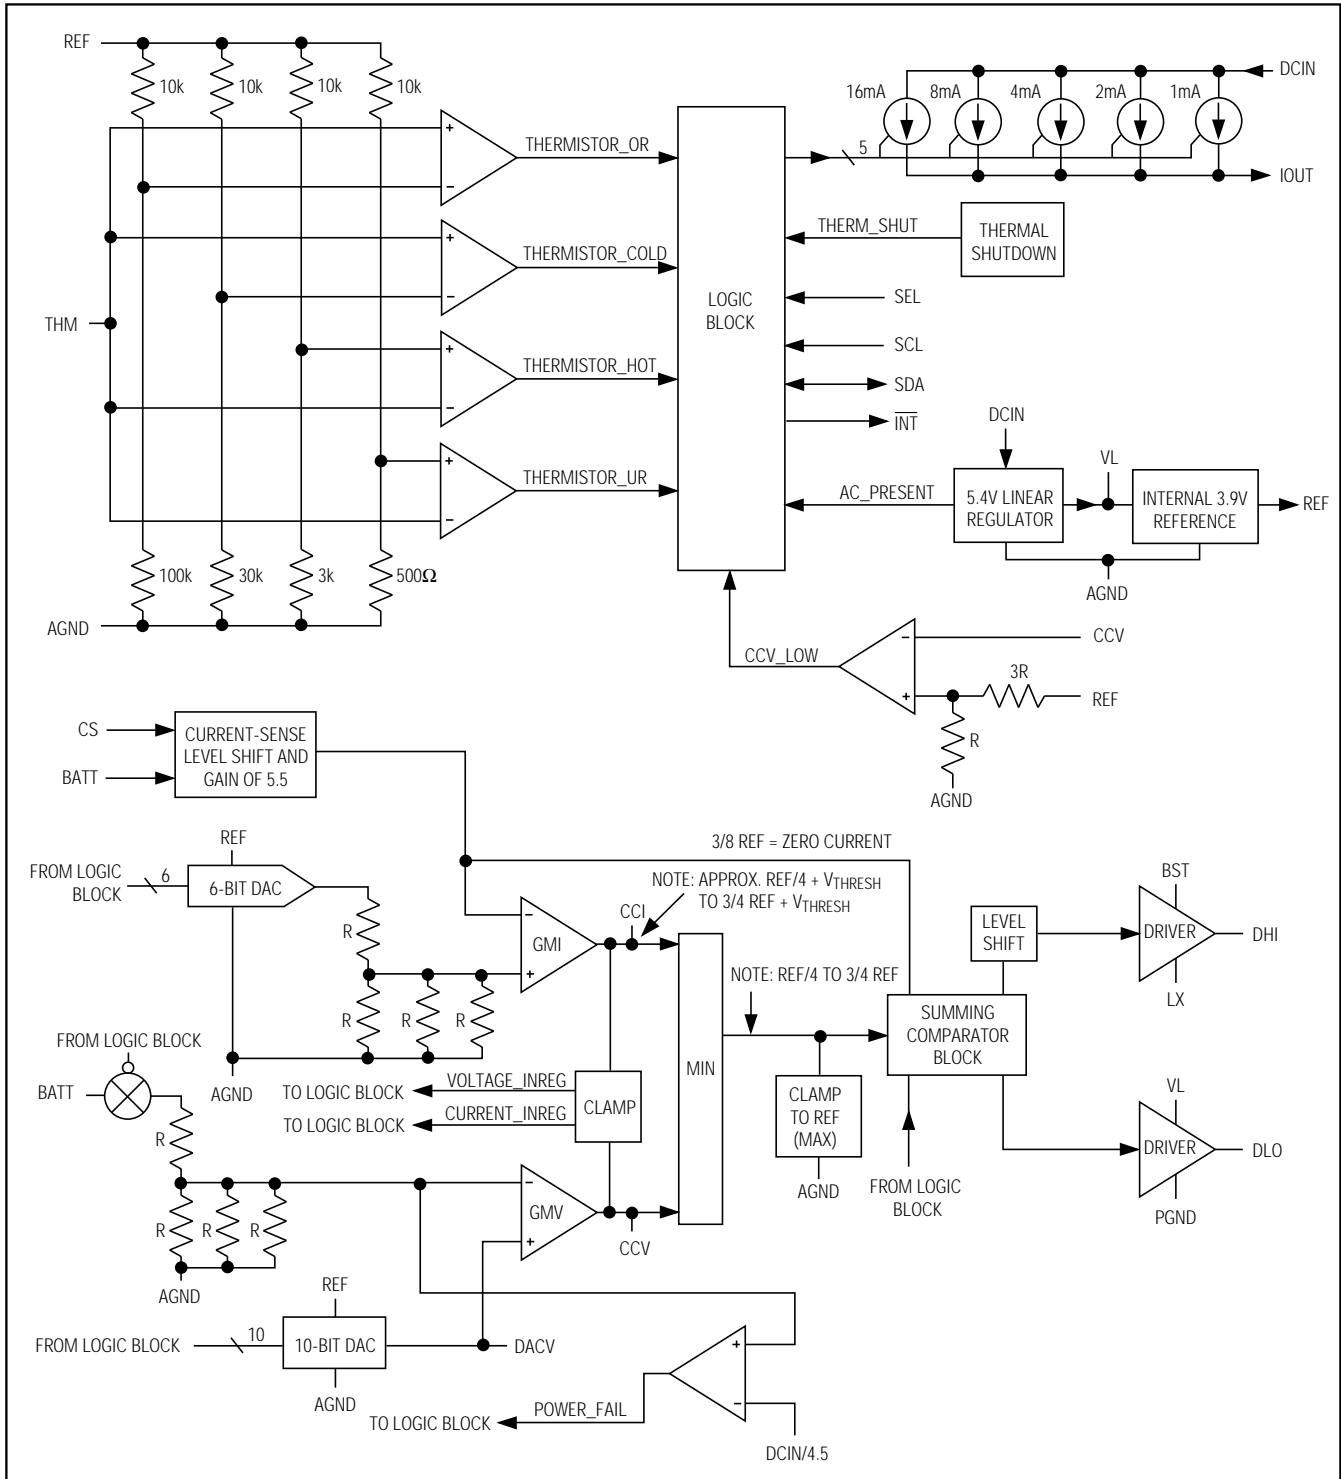 REF
10k
10k
10k
10k
+
−
THERMISTOR_OR
+
−
THERMISTOR_COLD
THM
+
−
THERMISTOR_HOT
+
−
THERMISTOR_UR
100k
30k
3k
500Ω
AGND
LOGIC
BLOCK
16mA
8mA
4mA
2mA
1mA
DCIN
5
IOUT
THERM_SHUT
THERMAL
SHUTDOWN
SEL
SCL
SDA
INT
DCIN
VL
AC_PRESENT
5.4V LINEAR
REGULATOR
INTERNAL 3.9V
REFERENCE
REF
AGND
CCV_LOW
−
+
CCV
3R
REF
R
AGND
CS
BATT
CURRENT-SENSE
LEVEL SHIFT AND
GAIN OF 5.5
3/8 REF = ZERO CURRENT
REF
FROM LOGIC
BLOCK
6
6-BIT DAC
R
R
R
R
AGND
−
+
GMI
CCI
NOTE: APPROX. REF/4 + VTHRESH
TO 3/4 REF + VTHRESH
NOTE: REF/4 TO 3/4 REF
MIN
LEVEL
SHIFT
BST
DRIVER
DHI
LX
SUMMING
COMPARATOR
BLOCK
FROM LOGIC BLOCK
BATT
R
R
R
R
AGND
TO LOGIC BLOCK
VOLTAGE_INREG
TO LOGIC BLOCK
CURRENT_INREG
CLAMP
CLAMP
TO REF
(MAX)
AGND
FROM LOGIC
BLOCK
VL
DRIVER
DLO
PGND
−
+
GMV
CCV
REF
FROM LOGIC BLOCK
10
10-BIT DAC
DACV
AGND
+
−
TO LOGIC BLOCK
POWER_FAIL
DCIN/4.5